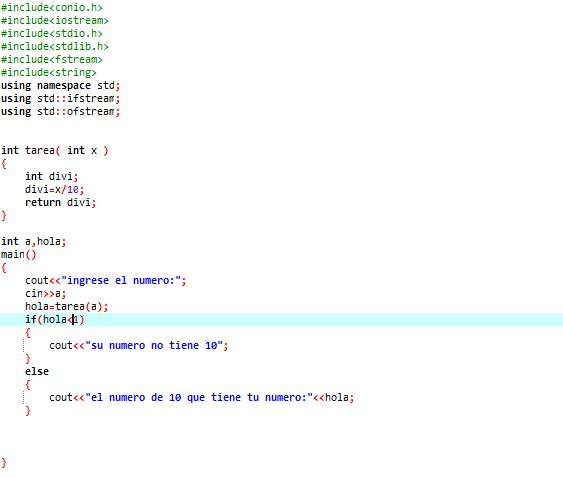 #include<conio.h>
#include<iostream>
#include<stdio.h>
#include<stdlib.h>
#include<fstream>
#include<string>
using namespace std;
using std::ifstream;
using std::ofstream;
int tarea( int x )
{
int divi;
divi=x/10;
return divi;
}
int a,hola;
main()
{
cout<<"ingrese el numero:";
cin>>a;
hola=tarea(a);
if(hola<1)
{
cout<<"su numero no tiene 10";
}
else
{
cout<<"el numero de 10 que tiene tu numero:"<<hola;
}
}